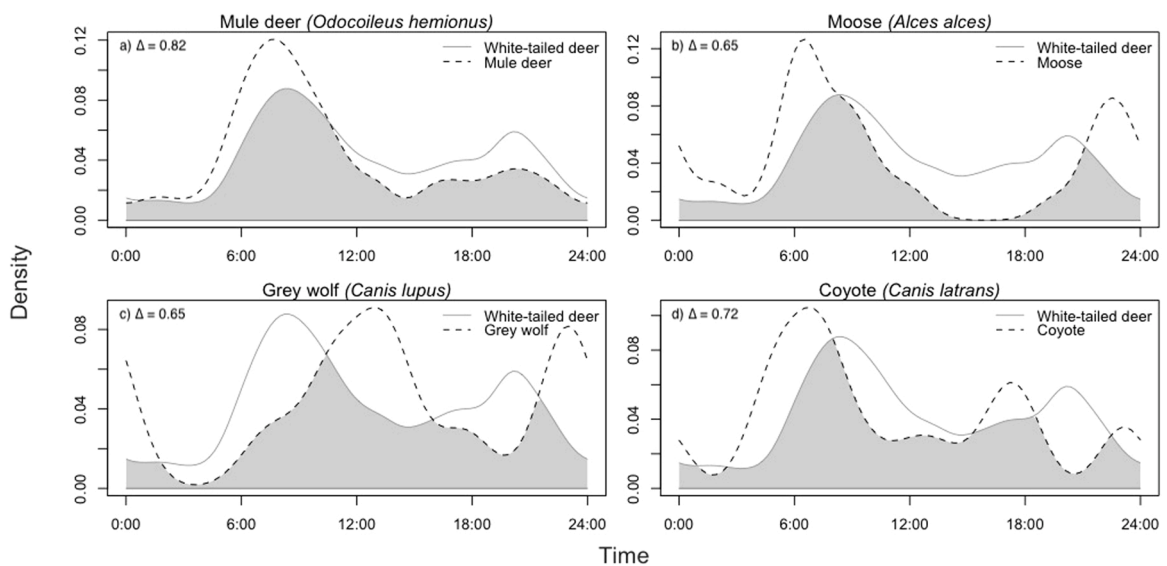 Mule deer (Odocoileus hemionus)
a) Δ = 0.82
White-tailed deer
Mule deer
0.12
0.08
0.04
0.00
0:00 6:00 12:00 18:00 24:00
Moose (Alces alces)
b) Δ = 0.65
White-tailed deer
Moose
0.12
0.08
0.04
0.00
0:00 6:00 12:00 18:00 24:00
Density
Grey wolf (Canis lupus)
c) Δ = 0.65
White-tailed deer
Grey wolf
0.08
0.04
0.00
0:00 6:00 12:00 18:00 24:00
Coyote (Canis latrans)
d) Δ = 0.72
White-tailed deer
Coyote
0.08
0.04
0.00
0:00 6:00 12:00 18:00 24:00
Time